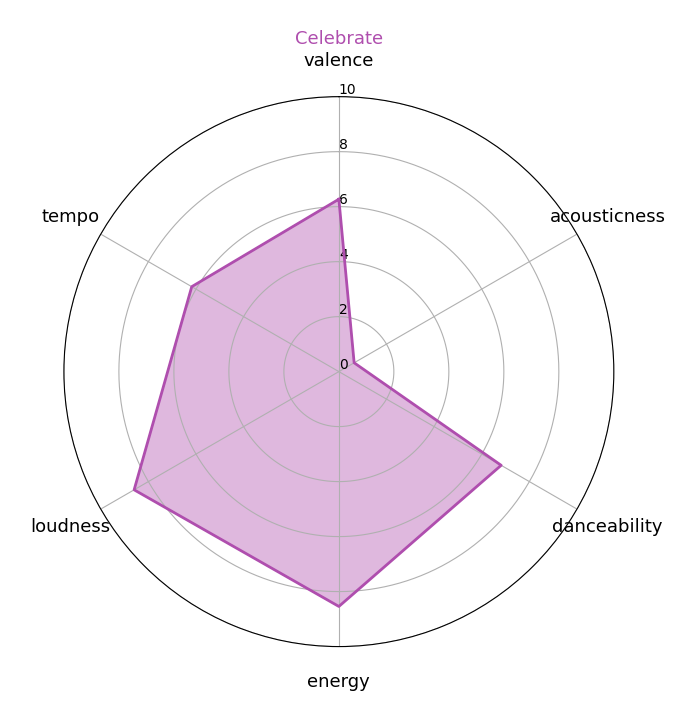 Celebrate
valence
10
8
6
4
2
0
tempo
acousticness
loudness
danceability
energy